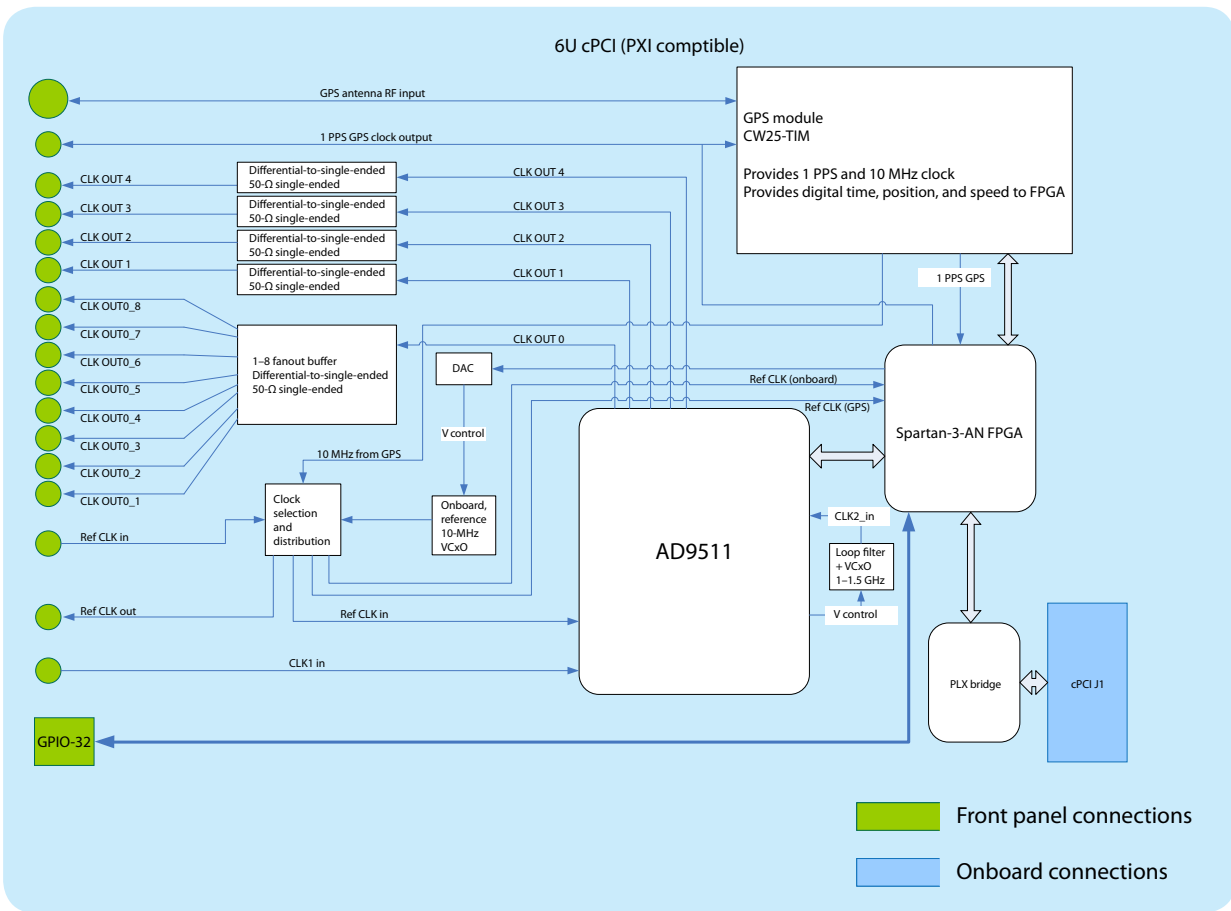 6U cPCI (PXI comptible)
GPS antenna RF input
GPS module
CW25-TIM
Provides 1 PPS and 10 MHz clock
Provides digital time, position, and speed to FPGA
1 PPS GPS clock output
CLK OUT 4
Differential-to-single-ended
50-Ω single-ended
CLK OUT 4
CLK OUT 3
Differential-to-single-ended
50-Ω single-ended
CLK OUT 3
CLK OUT 2
Differential-to-single-ended
50-Ω single-ended
CLK OUT 2
CLK OUT 1
Differential-to-single-ended
50-Ω single-ended
CLK OUT 1
1 PPS GPS
CLK OUT0_8
CLK OUT0_7
CLK OUT0_6
CLK OUT0_5
CLK OUT0_4
CLK OUT0_3
CLK OUT0_2
CLK OUT0_1
1–8 fanout buffer
Differential-to-single-ended
50-Ω single-ended
CLK OUT 0
DAC
Ref CLK (onboard)
Ref CLK (GPS)
Spartan-3-AN FPGA
V control
10 MHz from GPS
Clock
selection
and
distribution
Onboard,
reference
10-MHz
VCxO
Ref CLK in
AD9511
CLK2_in
Loop filter
+ VCxO
1–1.5 GHz
V control
Ref CLK out
Ref CLK in
CLK1 in
PLX bridge
cPCI J1
GPIO-32
Front panel connections
Onboard connections